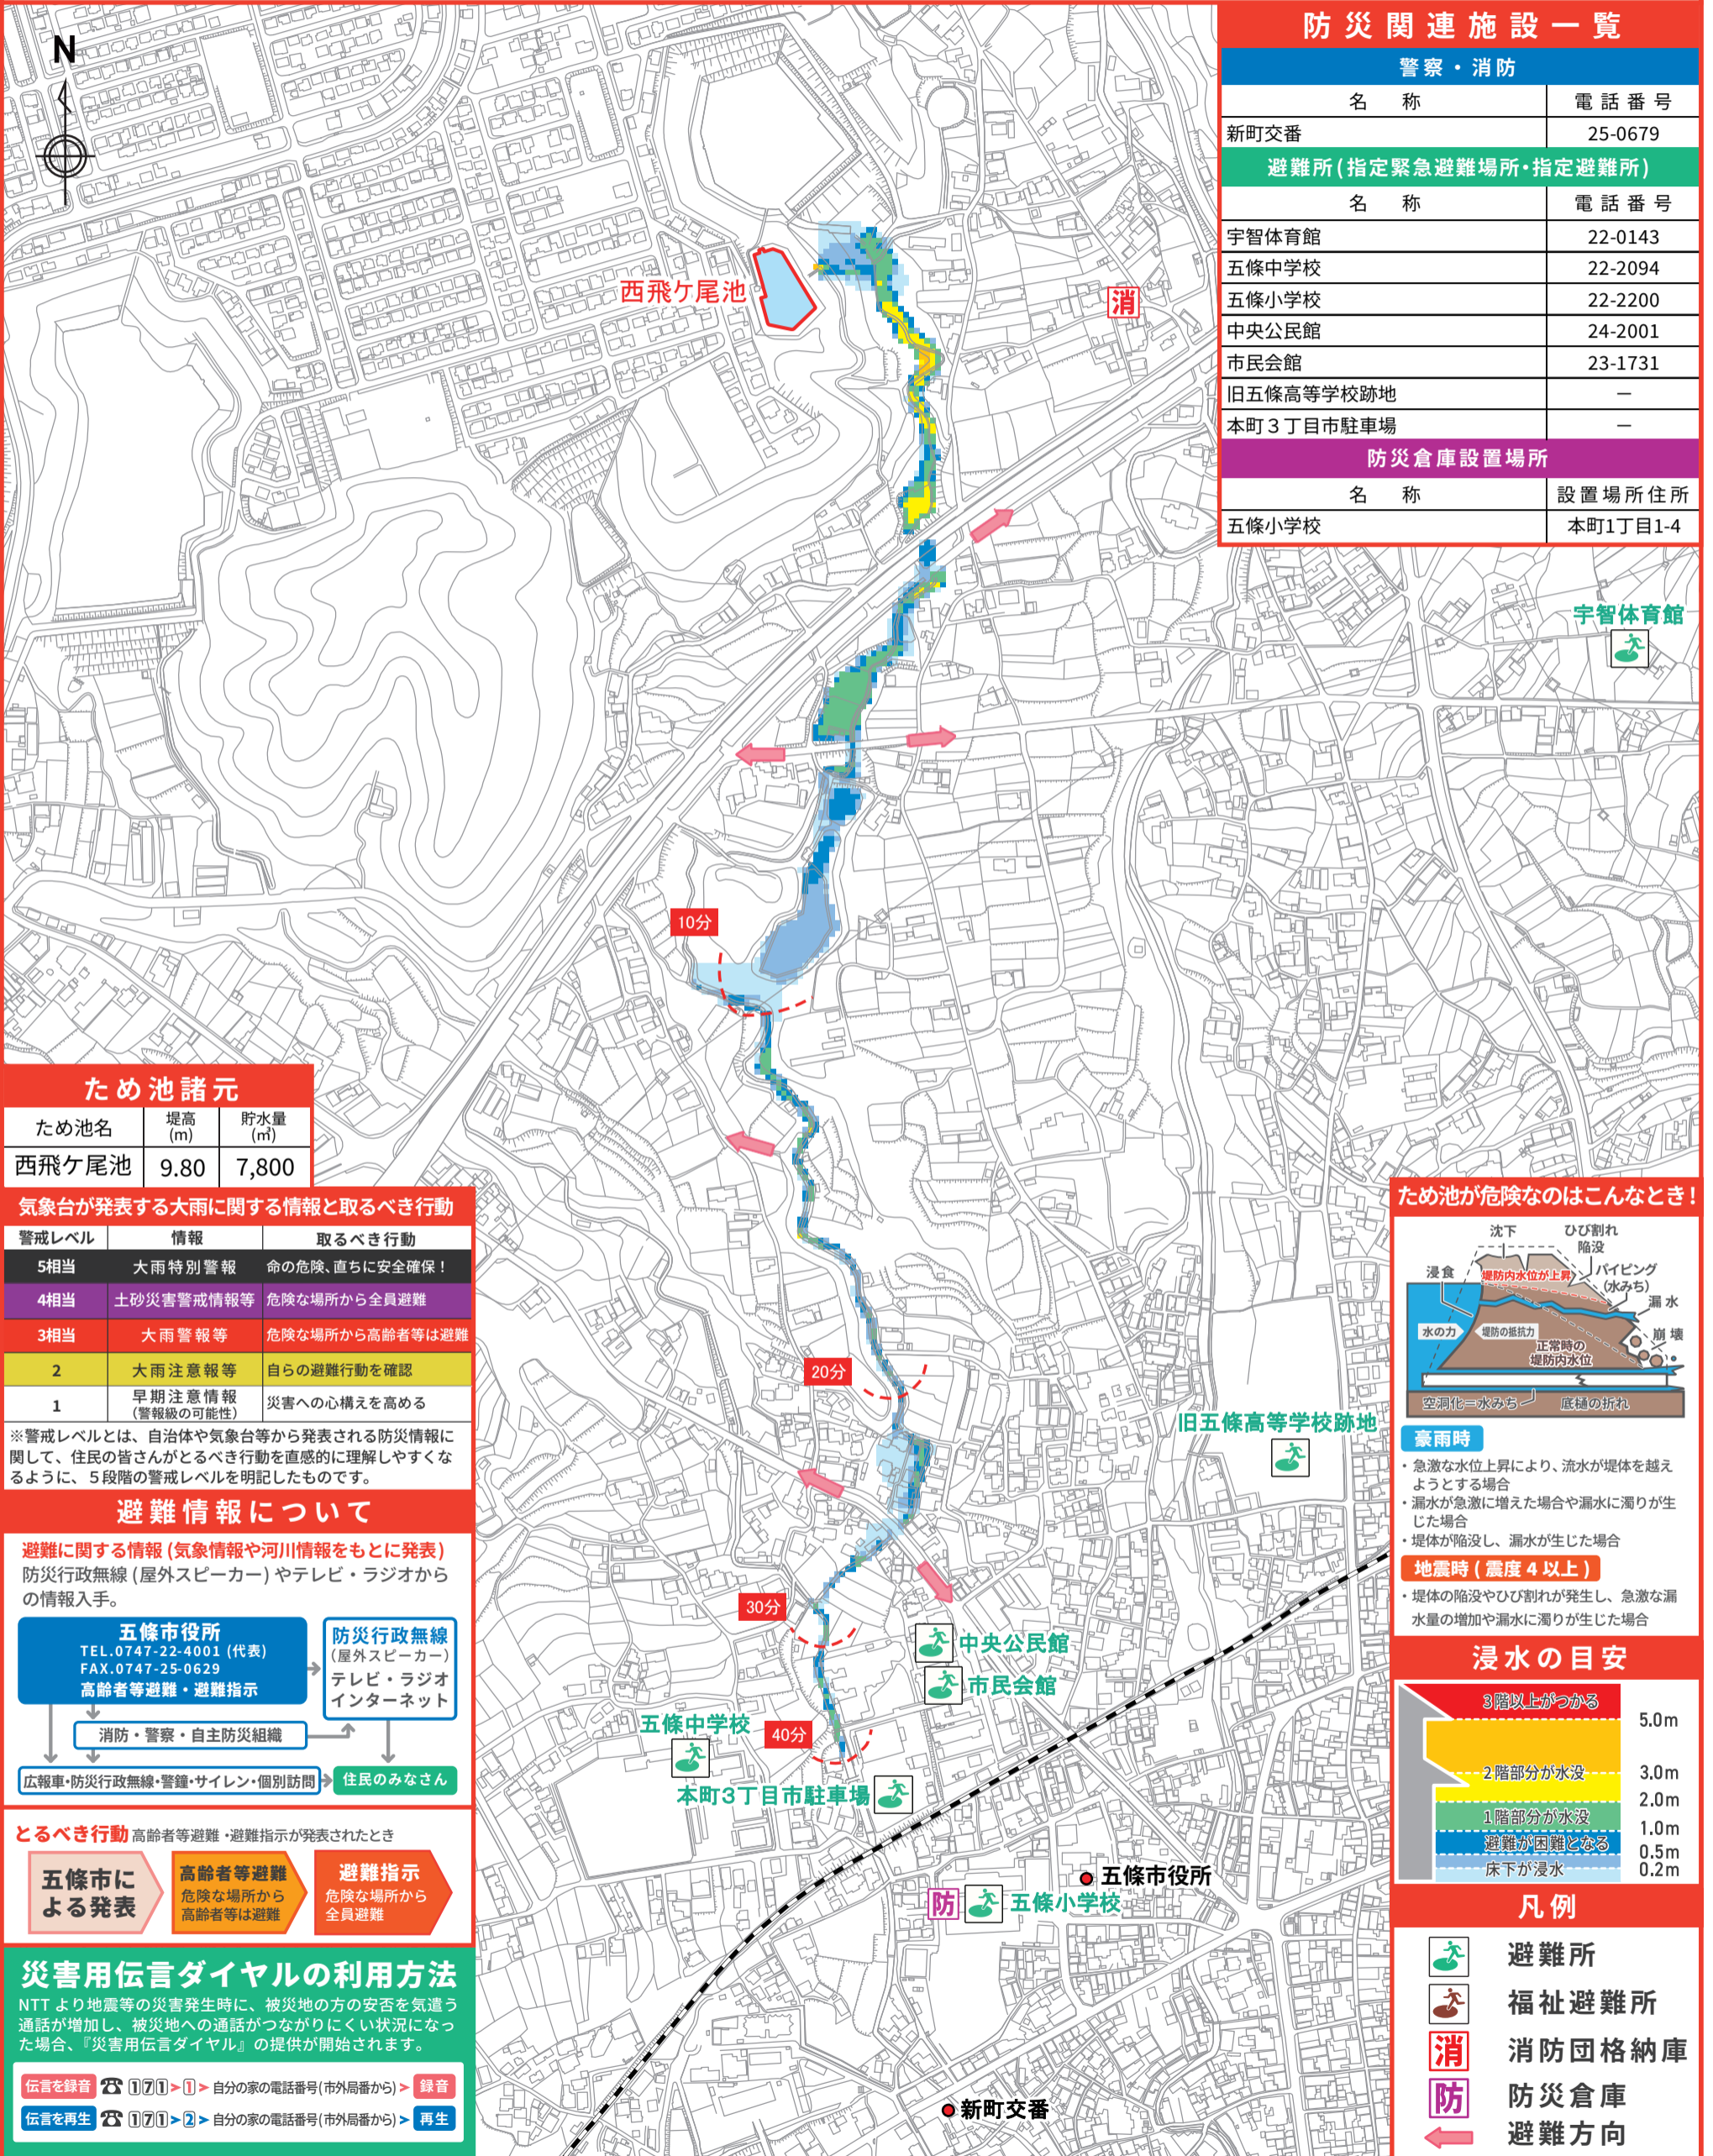 N
防災関連施設一覧
警察・消防
名　称　電話番号
新町交番　25-0679
避難所(指定緊急避難場所・指定避難所)
名　称　電話番号
宇智体育館　22-0143
五條中学校　22-2094
五條小学校　22-2200
中央公民館　24-2001
市民会館　23-1731
旧五條高等学校跡地　－
本町３丁目市駐車場　－
防災倉庫設置場所
名　称　設置場所住所
五條小学校　本町1丁目1-4
西飛ケ尾池
消
宇智体育館
10分
20分
旧五條高等学校跡地
30分
中央公民館
市民会館
五條中学校
40分
本町3丁目市駐車場
五條市役所
防
五條小学校
新町交番
ため池諸元
ため池名　堤高(m)　貯水量(㎥)
西飛ケ尾池　9.80　7,800
気象台が発表する大雨に関する情報と取るべき行動
警戒レベル　情報　取るべき行動
5相当　大雨特別警報　命の危険、直ちに安全確保！
4相当　土砂災害警戒情報等　危険な場所から全員避難
3相当　大雨警報等　危険な場所から高齢者等は避難
2　大雨注意報等　自らの避難行動を確認
1　早期注意情報(警報級の可能性)　災害への心構えを高める
※警戒レベルとは、自治体や気象台等から発表される防災情報に
関して、住民の皆さんがとるべき行動を直感的に理解しやすくな
るように、５段階の警戒レベルを明記したものです。
避難情報について
避難に関する情報(気象情報や河川情報をもとに発表)
防災行政無線(屋外スピーカー)やテレビ・ラジオから
の情報入手。
五條市役所
TEL.0747-22-4001 (代表)
FAX.0747-25-0629
高齢者等避難・避難指示
防災行政無線
(屋外スピーカー)
テレビ・ラジオ
インターネット
消防・警察・自主防災組織
広報車・防災行政無線・警鐘・サイレン・個別訪問
住民のみなさん
とるべき行動 高齢者等避難・避難指示が発表されたとき
五條市に
よる発表
高齢者等避難
危険な場所から
高齢者等は避難
避難指示
危険な場所から
全員避難
災害用伝言ダイヤルの利用方法
NTTより地震等の災害発生時に、被災地の方の安否を気遣う
通話が増加し、被災地への通話がつながりにくい状況になっ
た場合、『災害用伝言ダイヤル』の提供が開始されます。
伝言を録音 ☎ 171>1> 自分の家の電話番号(市外局番から) > 録音
伝言を再生 ☎ 171>2> 自分の家の電話番号(市外局番から) > 再生
ため池が危険なのはこんなとき！
沈下
ひび割れ
陥没
浸食
堤防内水位が上昇
パイピング
(水みち)
漏水
水の力
堤防の抵抗力
崩壊
正常時の
堤防内水位
空洞化＝水みち
底樋の折れ
豪雨時
・急激な水位上昇により、流水が堤体を越え
ようとする場合
・漏水が急激に増えた場合や漏水に濁りが生
じた場合
・堤体が陥没し、漏水が生じた場合
地震時(震度４以上)
・堤体の陥没やひび割れが発生し、急激な漏
水量の増加や漏水に濁りが生じた場合
浸水の目安
3階以上がつかる
5.0m
2階部分が水没
3.0m
2.0m
1階部分が水没
1.0m
避難が困難となる
0.5m
床下が浸水
0.2m
凡例
避難所
福祉避難所
消　消防団格納庫
防　防災倉庫
避難方向